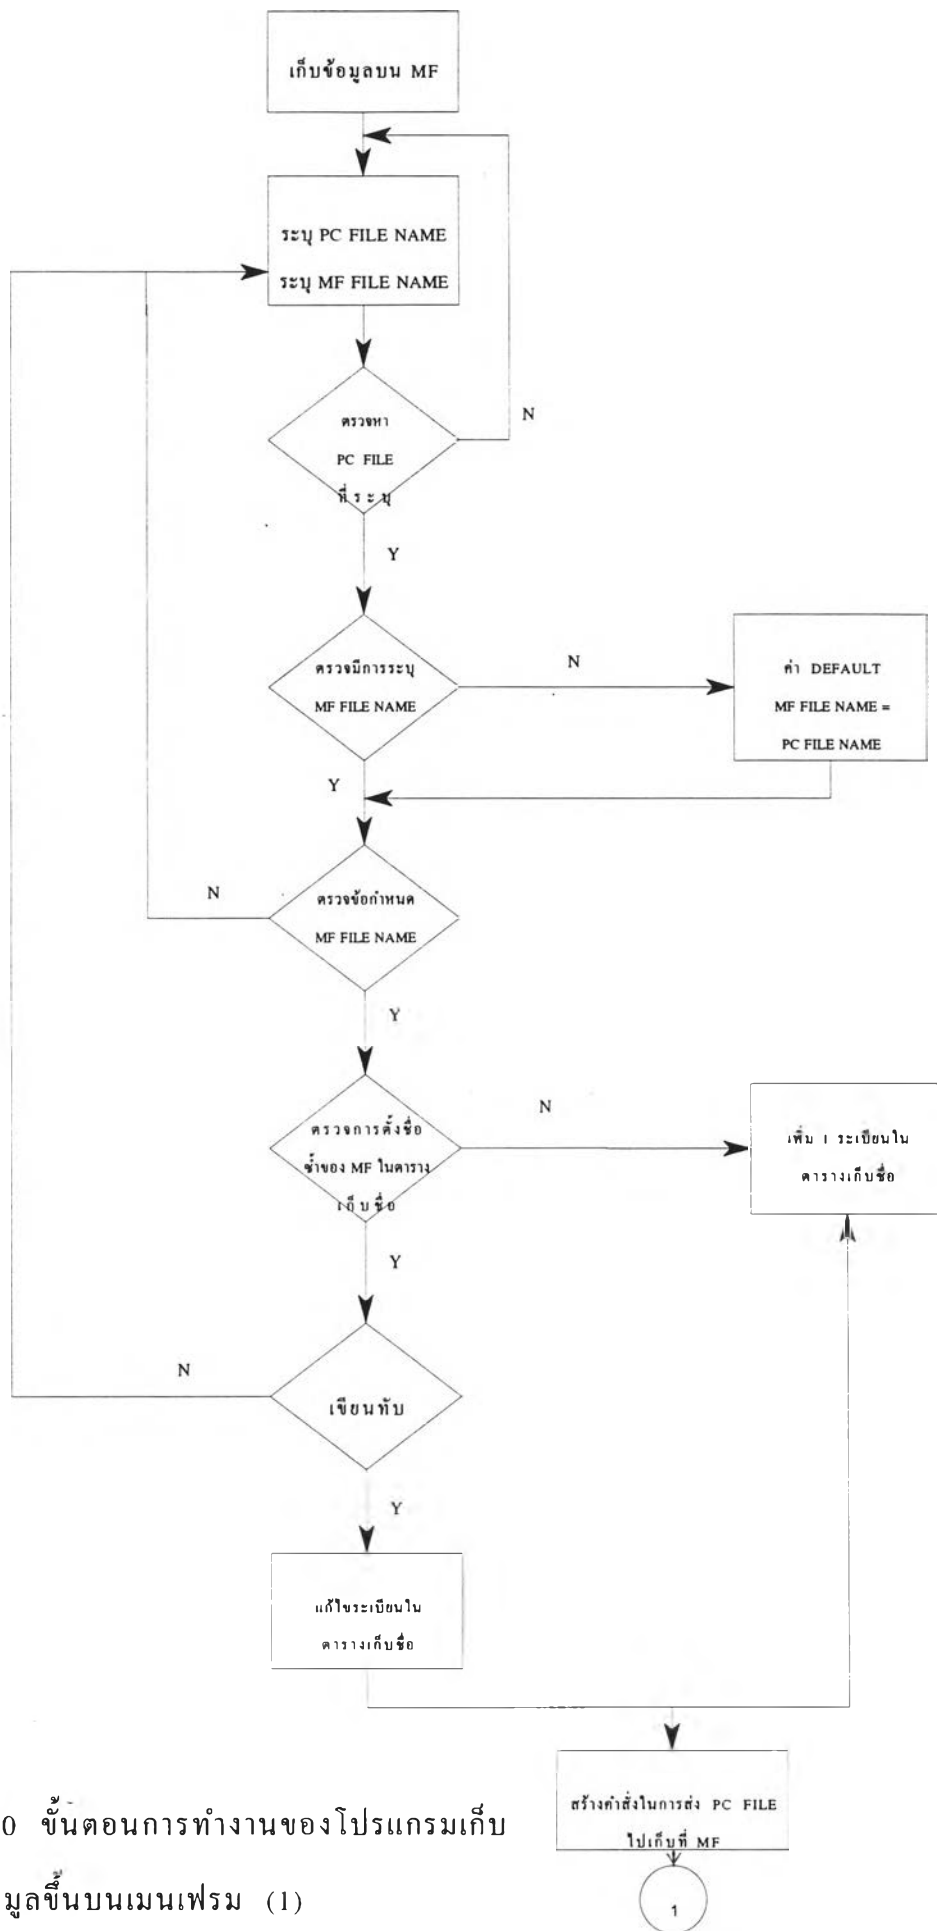 เก็บข้อมูลบน MF
ระบุ PC FILE NAME
ระบุ MF FILE NAME
ตรวจหา
PC FILE
ที่ ร ะ บุ
N
Y
ตรวจมีการระบุ
MF FILE NAME
N
ค่า DEFAULT
MF FILE NAME =
PC FILE NAME
Y
ตรวจข้อกำหนด
MF FILE NAME
N
Y
ตรวจการตั้งชื่อ
ซ้ำของ MF ในตาราง
เก็บชื่อ
N
เพิ่ม 1 ระเบียนใน
ตารางเก็บชื่อ
Y
เขียนทับ
N
Y
แก้ไขระเบียนใน
ตารางเก็บชื่อ
สร้างคำสั่งในการส่ง PC FILE
ไปเก็บที่ MF
1
0 ขั้นตอนการทำงานของโปรแกรมเก็บ
มูลขึ้นบนเมนเฟรม (1)